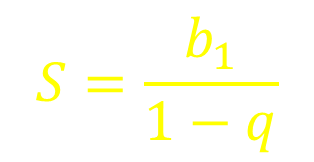 S = b₁ / (1 − q)